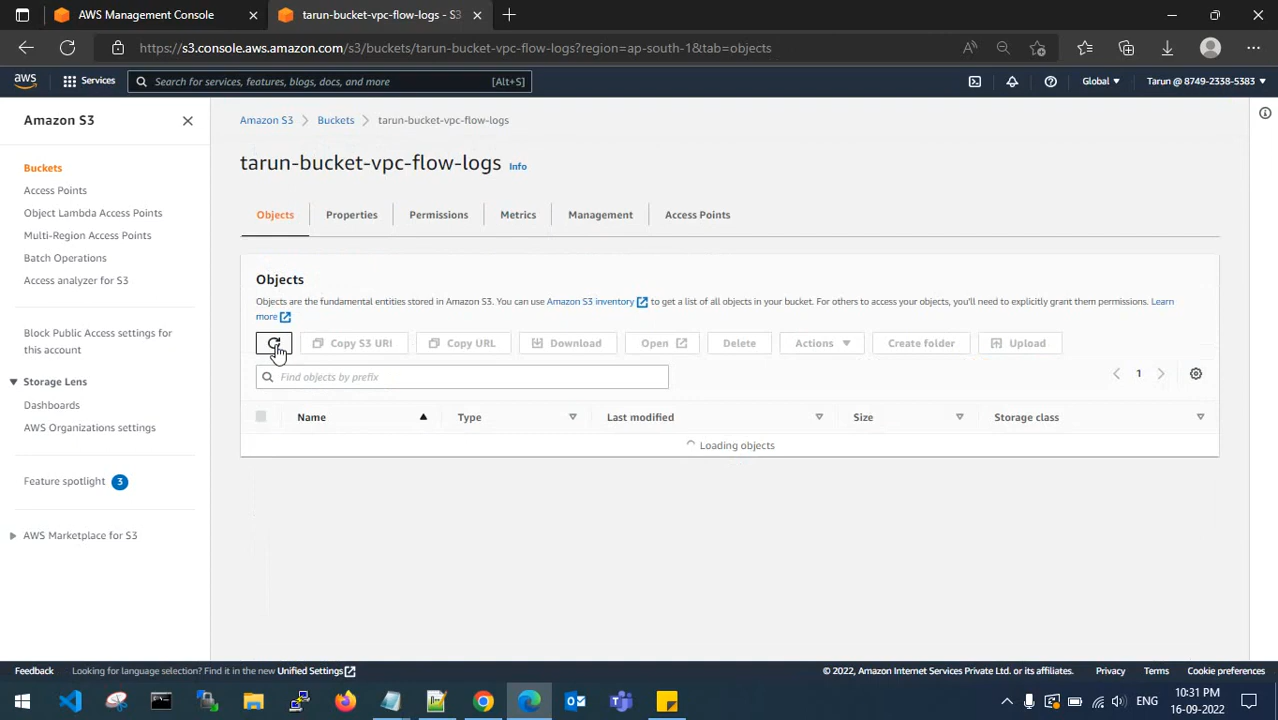 AWS Management Console
tarun-bucket-vpc-flow-logs - S3
https://s3.console.aws.amazon.com/s3/buckets/tarun-bucket-vpc-flow-logs?region=ap-south-1&tab=objects
aws
Services
Search for services, features, blogs, docs, and more
[Alt+S]
Global
Tarun @ 8749-2338-5383
Amazon S3
Buckets
Access Points
Object Lambda Access Points
Multi-Region Access Points
Batch Operations
Access analyzer for S3
Block Public Access settings for
this account
Storage Lens
Dashboards
AWS Organizations settings
Feature spotlight 3
AWS Marketplace for S3
Amazon S3 > Buckets > tarun-bucket-vpc-flow-logs
tarun-bucket-vpc-flow-logs Info
Objects
Properties
Permissions
Metrics
Management
Access Points
Objects
Objects are the fundamental entities stored in Amazon S3. You can use Amazon S3 inventory to get a list of all objects in your bucket. For others to access your objects, you'll need to explicitly grant them permissions. Learn
more
Copy S3 URI
Copy URL
Download
Open
Delete
Actions
Create folder
Upload
Find objects by prefix
1
Name
Type
Last modified
Size
Storage class
Loading objects
Feedback
Looking for language selection? Find it in the new Unified Settings
© 2022, Amazon Internet Services Private Ltd. or its affiliates.
Privacy
Terms
Cookie preferences
ENG
10:31 PM
16-09-2022